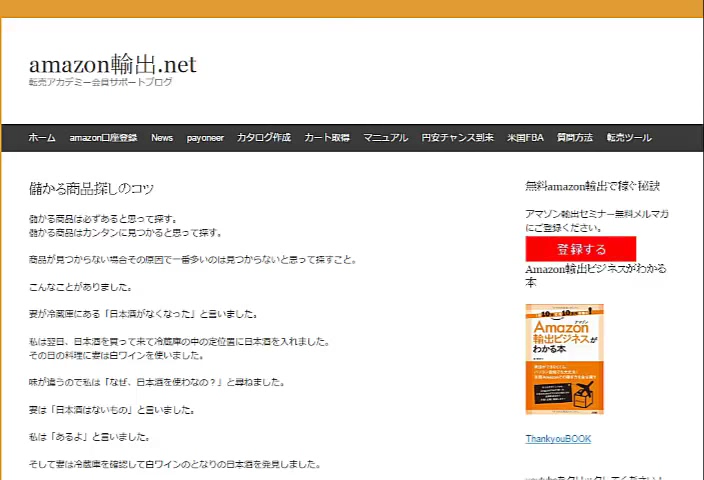 amazon輸出.net
転売アカデミー会員サポートブログ
ホーム amazon口座登録 News payoneer カタログ作成 カート取得 マニュアル 円安チャンス到来 米国FBA 質問方法 転売ツール
儲かる商品探しのコツ
儲かる商品は必ずあると思って探す。
儲かる商品はカンタンに見つかると思って探す。
商品が見つからない場合その原因で一番多いのは見つからないと思って探すこと。
こんなことがありました。
妻が冷蔵庫にある「日本酒がなくなった」と言いました。
私は翌日、日本酒を買って来て冷蔵庫の中の定位置に日本酒を入れました。
その日の料理に妻は白ワインを使いました。
味が違うので私は「なぜ、日本酒を使わなの？」と尋ねました。
妻は「日本酒はないもの」と言いました。
私は「あるよ」と言いました。
そして妻は冷蔵庫を確認して白ワインのとなりの日本酒を発見しました。
無料amazon輸出で稼ぐ秘訣
アマゾン輸出セミナー無料メルマガ
にご登録ください。
登録する
Amazon輸出ビジネスがわかる
本
アマゾン
Amazon
輸出ビジネスが
わかる本
ThankyouBOOK